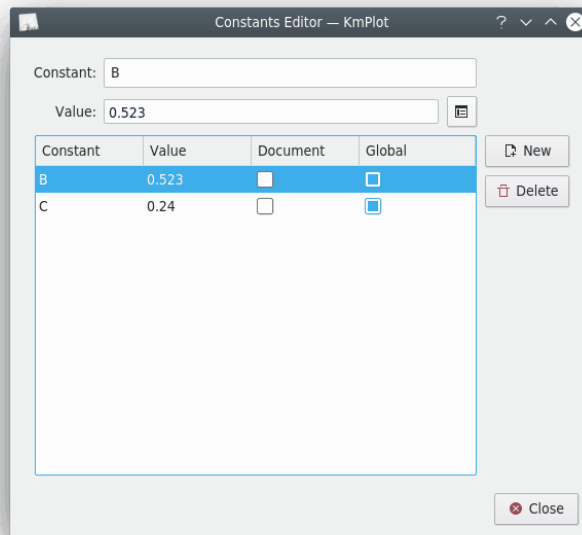 Constants Editor — KmPlot
Constant: B
Value: 0.523
Constant Value Document Global
B 0.523
C 0.24
New
Delete
Close